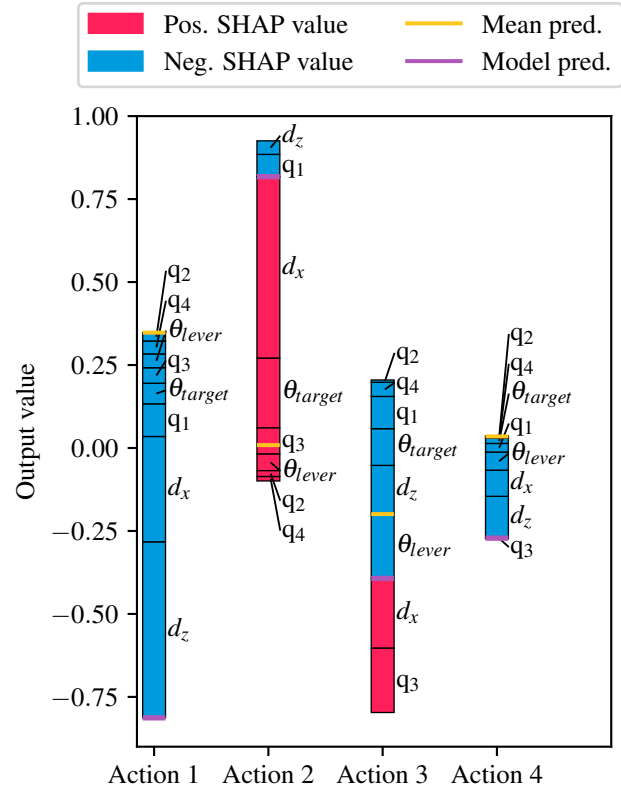 Pos. SHAP value
Mean pred.
Neg. SHAP value
Model pred.
Output value
1.00
0.75
0.50
0.25
0.00
−0.25
−0.50
−0.75
q2
q4
θlever
q3
θtarget
q1
dx
dz
dz
q1
dx
θtarget
q3
θlever
q2
q4
q2
q4
q1
θtarget
dz
θlever
dx
q3
q2
q4
θtarget
q1
θlever
dx
dz
q3
Action 1 Action 2 Action 3 Action 4